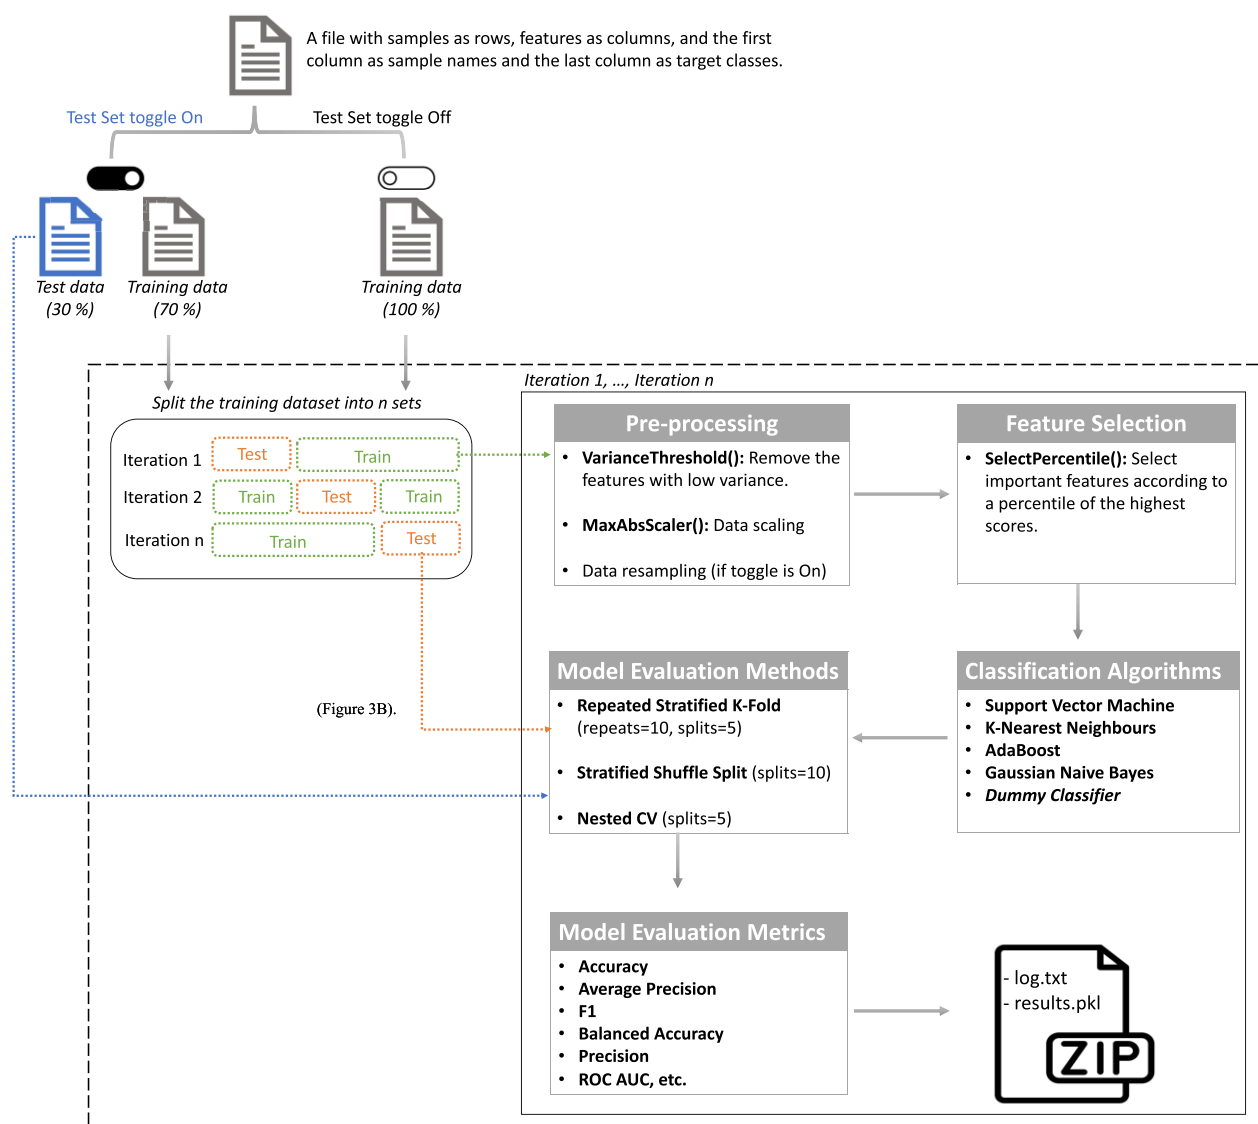 A file with samples as rows, features as columns, and the first
column as sample names and the last column as target classes.
Test Set toggle On
Test Set toggle Off
Test data
(30 %)
Training data
(70 %)
Training data
(100 %)
Split the training dataset into n sets
Iteration 1
Test
Train
Iteration 2
Train
Test
Train
Iteration n
Train
Test
(Figure 3B).
Iteration 1, ..., Iteration n
Pre-processing
• VarianceThreshold(): Remove the
features with low variance.
• MaxAbsScaler(): Data scaling
• Data resampling (if toggle is On)
Feature Selection
• SelectPercentile(): Select
important features according to
a percentile of the highest
scores.
Model Evaluation Methods
• Repeated Stratified K-Fold
(repeats=10, splits=5)
• Stratified Shuffle Split (splits=10)
• Nested CV (splits=5)
Classification Algorithms
• Support Vector Machine
• K-Nearest Neighbours
• AdaBoost
• Gaussian Naive Bayes
• Dummy Classifier
Model Evaluation Metrics
• Accuracy
• Average Precision
• F1
• Balanced Accuracy
• Precision
• ROC AUC, etc.
- log.txt
- results.pkl
ZIP